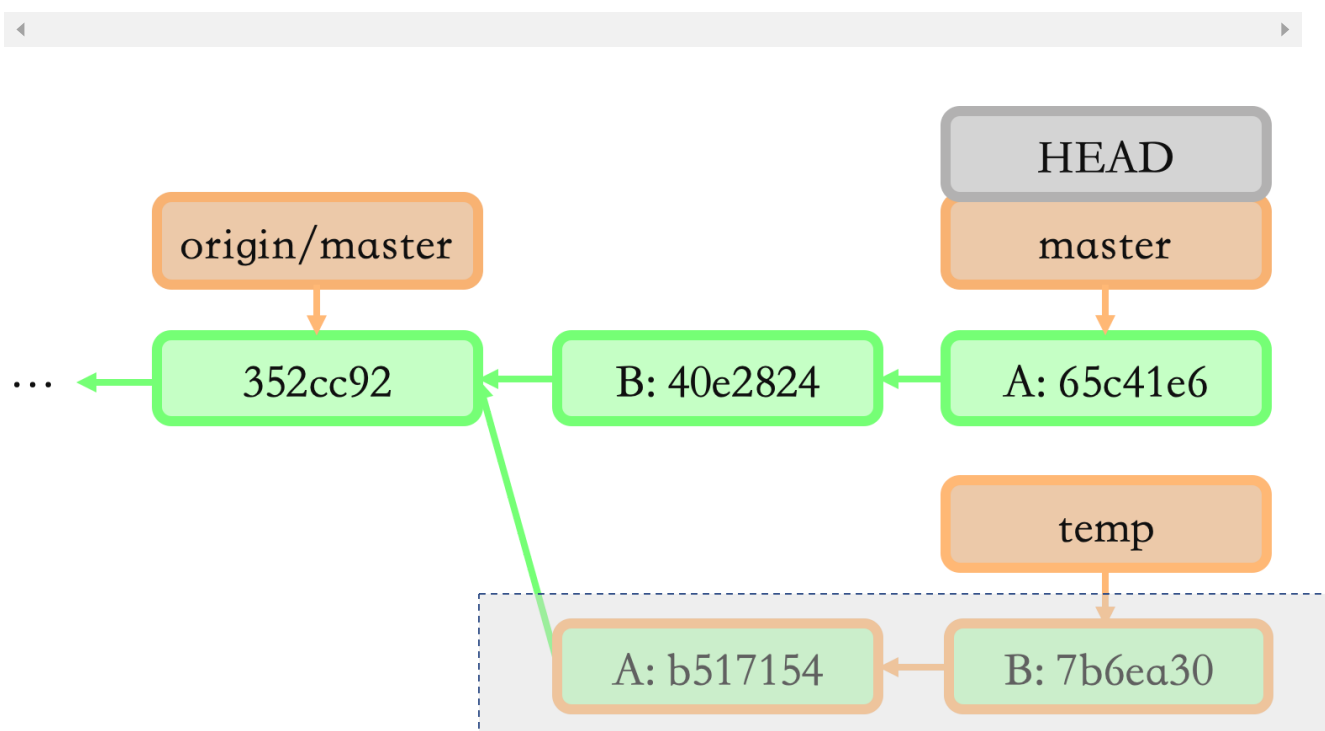 HEAD
origin/master
master
...
352cc92
B: 40e2824
A: 65c41e6
temp
A: b517154
B: 7b6ea30